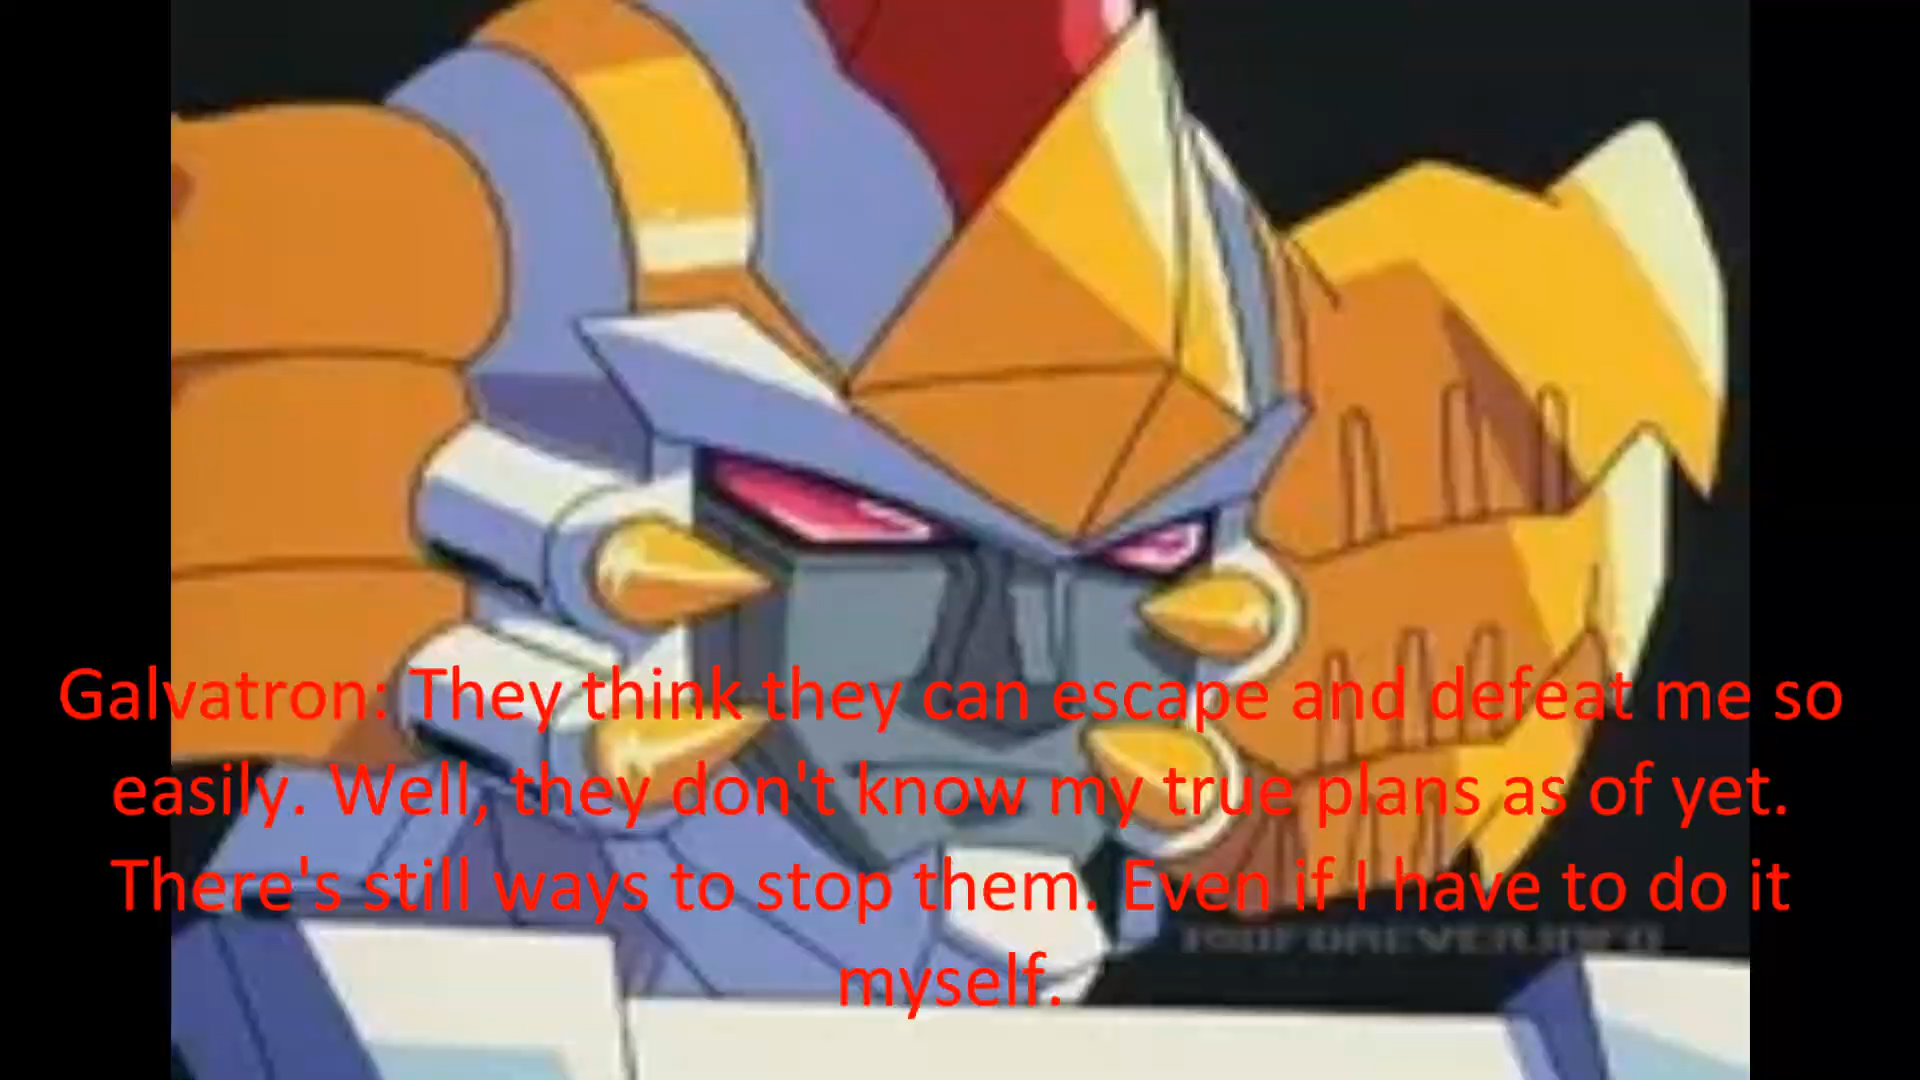 Galvatron: They think they can escape and defeat me so
easily. Well, they don't know my true plans as of yet.
There's still ways to stop them. Even if I have to do it
myself.